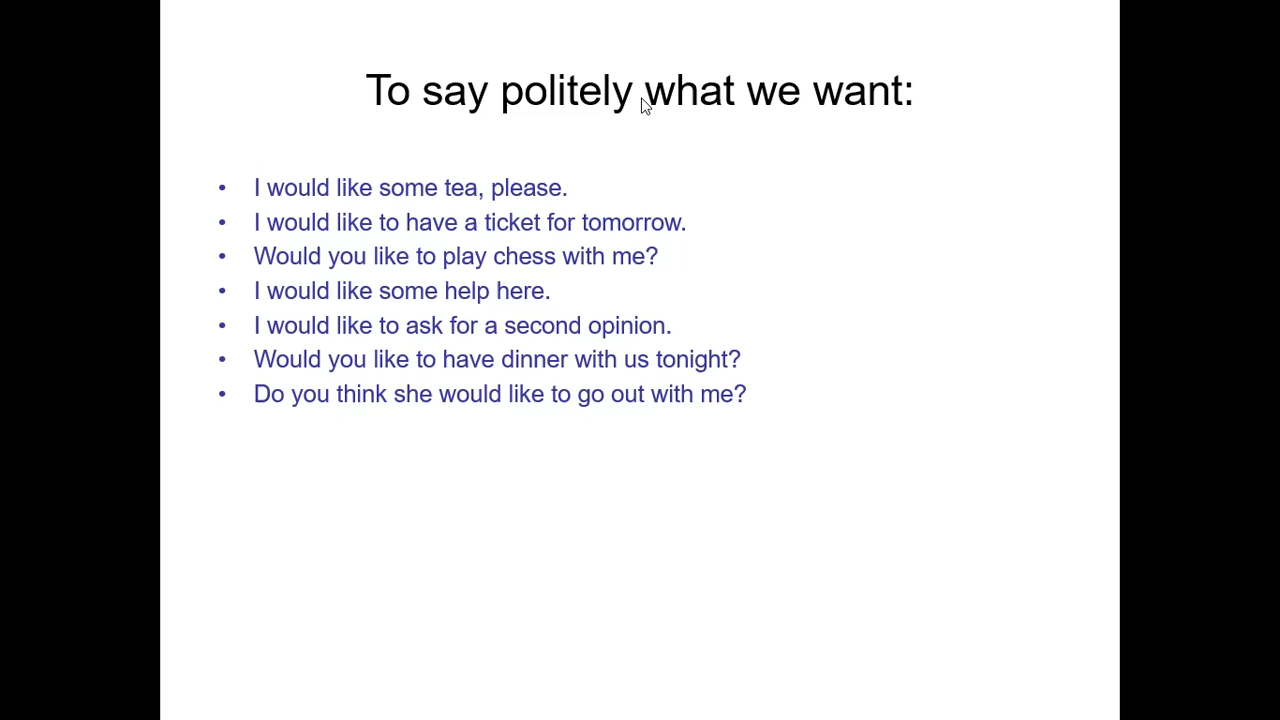 To say politely what we want:
• I would like some tea, please.
• I would like to have a ticket for tomorrow.
• Would you like to play chess with me?
• I would like some help here.
• I would like to ask for a second opinion.
• Would you like to have dinner with us tonight?
• Do you think she would like to go out with me?